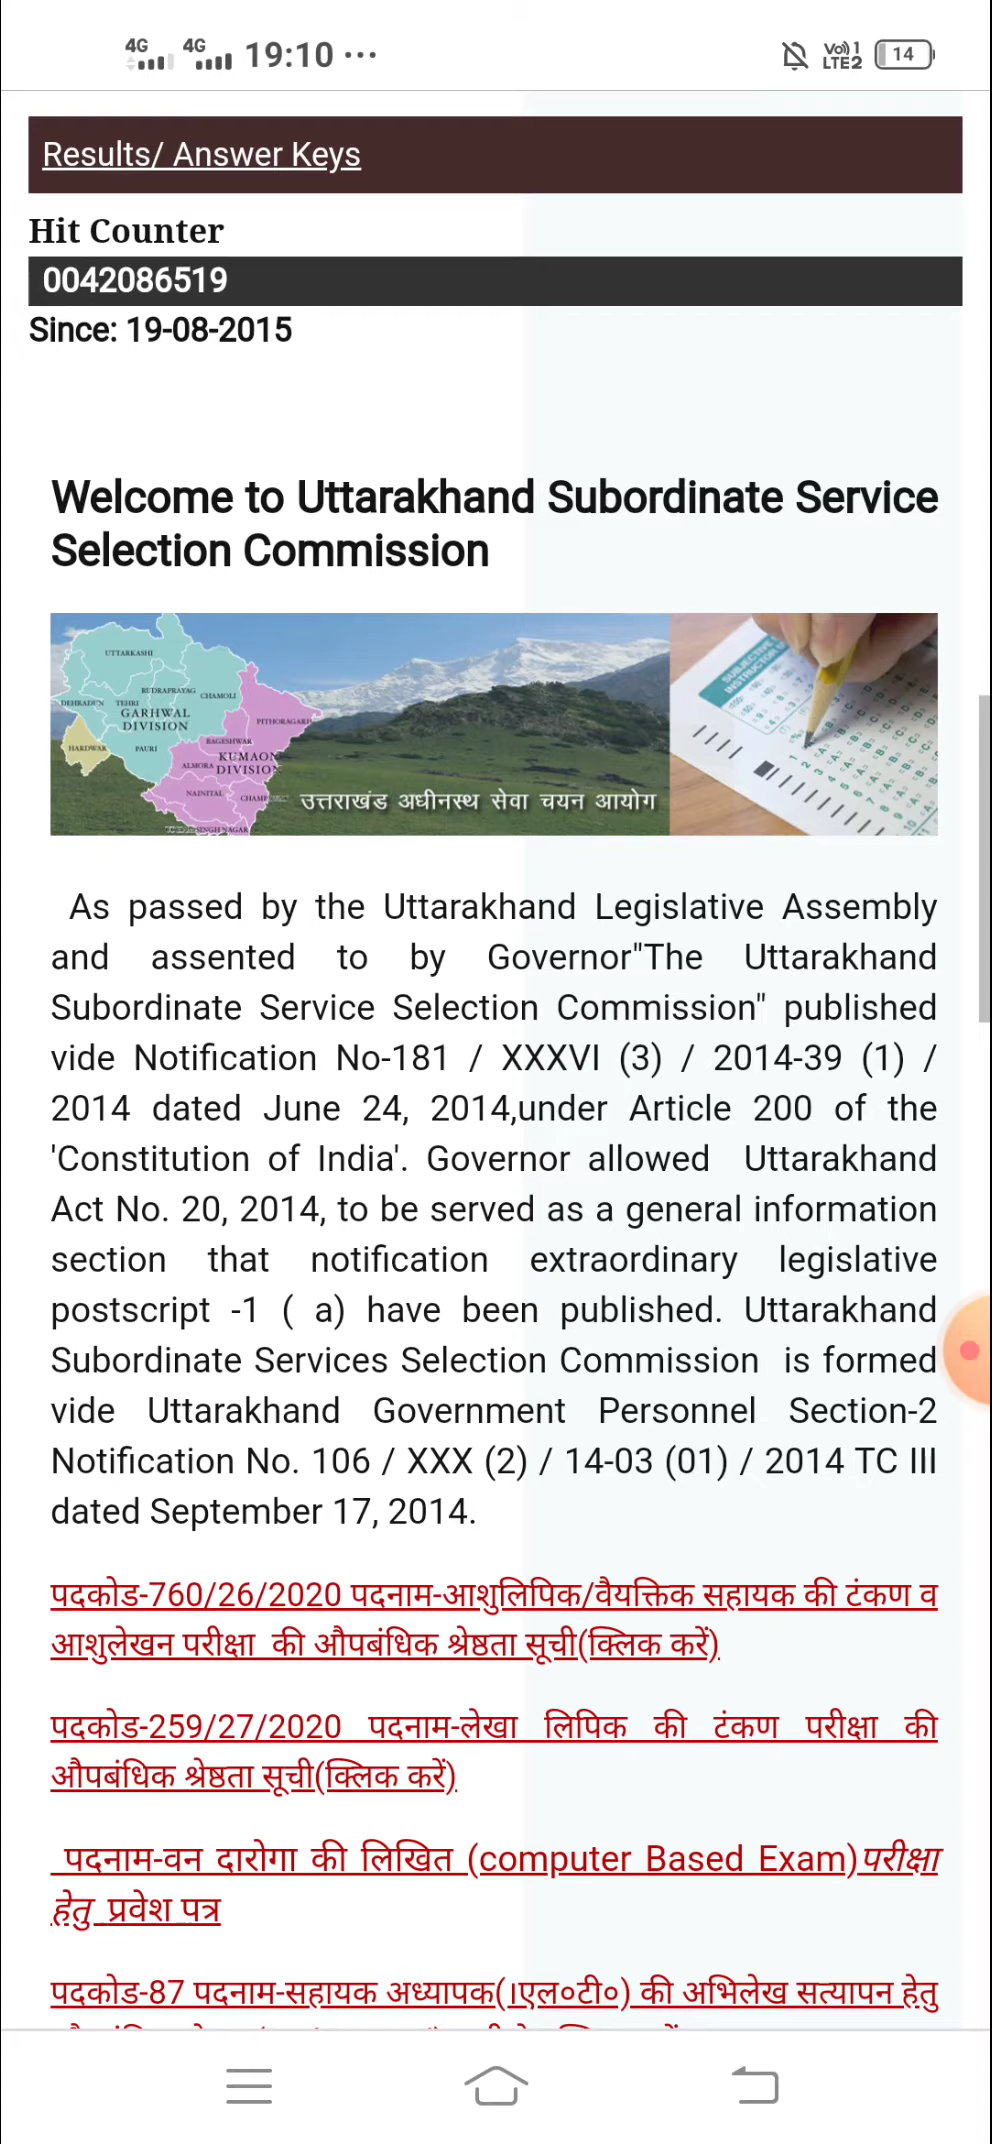 4G 4G 19:10 ... Vo) 1 LTE 2 14
Results/ Answer Keys
Hit Counter
0042086519
Since: 19-08-2015
Welcome to Uttarakhand Subordinate Service
Selection Commission
UTTARKASHI
RUDRAPRAYAG
CHAMOLI
DEHRADUN TEHRI
GARHWAL
DIVISION
PITHORAGARH
HARDWAR
PAURI
BAGESHWAR
KUMAON
ALMORA DIVISION
NAINITAL
उत्तराखंड अधीनस्थ सेवा चयन आयोग
SINGH NAGAR
As passed by the Uttarakhand Legislative Assembly
and assented to by Governor"The Uttarakhand
Subordinate Service Selection Commission" published
vide Notification No-181 / XXXVI (3) / 2014-39 (1) /
2014 dated June 24, 2014,under Article 200 of the
'Constitution of India'. Governor allowed Uttarakhand
Act No. 20, 2014, to be served as a general information
section that notification extraordinary legislative
postscript -1 ( a) have been published. Uttarakhand
Subordinate Services Selection Commission is formed
vide Uttarakhand Government Personnel Section-2
Notification No. 106 / XXX (2) / 14-03 (01) / 2014 TC III
dated September 17, 2014.
पदकोड-760/26/2020 पदनाम-आशुलिपिक/वैयक्तिक सहायक की टंकण व
आशुलेखन परीक्षा की औपबंधिक श्रेष्ठता सूची(क्लिक करें)
पदकोड-259/27/2020 पदनाम-लेखा लिपिक की टंकण परीक्षा की
औपबंधिक श्रेष्ठता सूची(क्लिक करें)
पदनाम-वन दारोगा की लिखित (computer Based Exam)परीक्षा
हेतु प्रवेश पत्र
पदकोड-87 पदनाम-सहायक अध्यापक(।एल०टी०) की अभिलेख सत्यापन हेतु